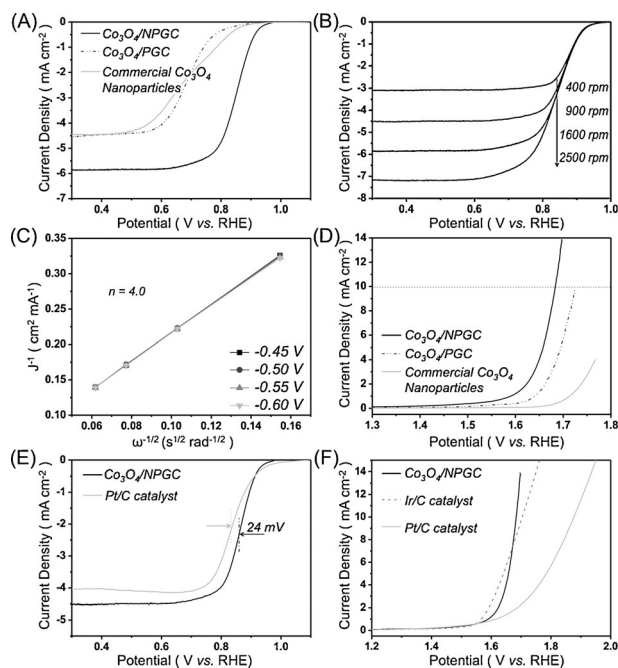 (A)
Co₃O₄/NPGC
Co₃O₄/PGC
Commercial Co₃O₄
Nanoparticles
Current Density ( mA cm⁻²)
0
-1
-2
-3
-4
-5
-6
-7
0.4 0.6 0.8 1.0
Potential ( V vs. RHE)
(B)
400 rpm
900 rpm
1600 rpm
2500 rpm
Current Density ( mA cm⁻²)
0
-1
-2
-3
-4
-5
-6
-7
-8
0.4 0.6 0.8 1.0
Potential ( V vs. RHE)
(C)
n = 4.0
-0.45 V
-0.50 V
-0.55 V
-0.60 V
J⁻¹ ( cm² mA⁻¹)
0.35
0.30
0.25
0.20
0.15
0.10
0.06 0.08 0.10 0.12 0.14 0.16
ω⁻¹/² (s¹/² rad⁻¹/²)
(D)
Co₃O₄/NPGC
Co₃O₄/PGC
Commercial Co₃O₄
Nanoparticles
Current Density ( mA cm⁻²)
14
12
10
8
6
4
2
0
1.3 1.4 1.5 1.6 1.7 1.8
Potential ( V vs. RHE)
(E)
Co₃O₄/NPGC
Pt/C catalyst
24 mV
Current Density ( mA cm⁻²)
0
-1
-2
-3
-4
-5
0.4 0.6 0.8 1.0
Potential ( V vs. RHE)
(F)
Co₃O₄/NPGC
Ir/C catalyst
Pt/C catalyst
Current Density ( mA cm⁻²)
15
10
5
0
1.2 1.4 1.6 1.8 2.0
Potential ( V vs. RHE)